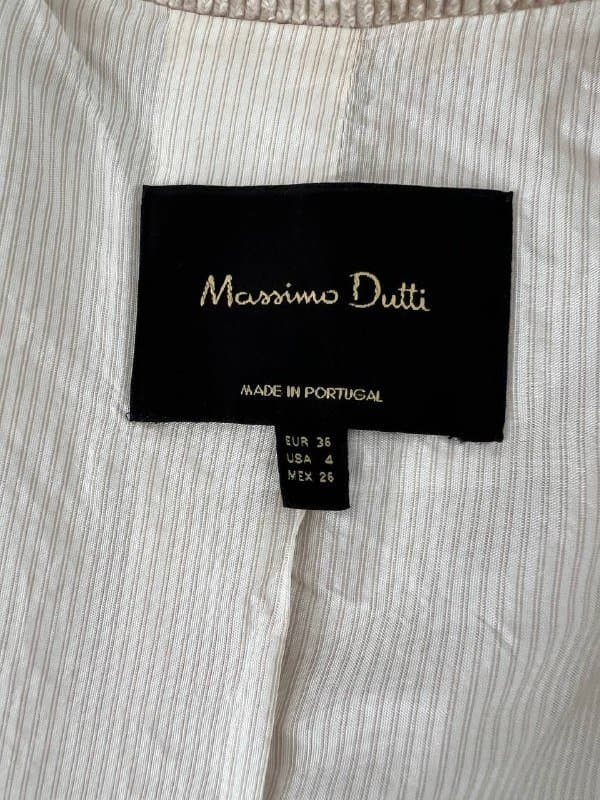 Massimo Dutti
MADE IN PORTUGAL
EUR 36
USA 4
MEX 26